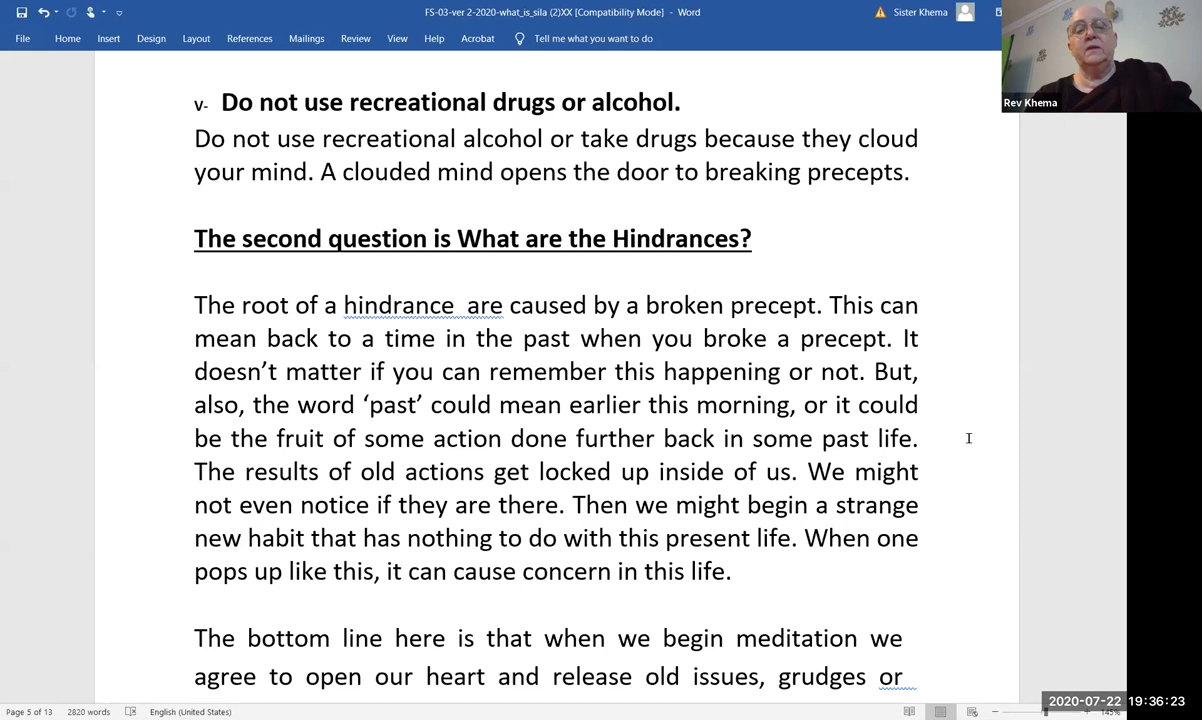 FS-03-ver 2-2020-what_is_sila (2)XX [Compatibility Mode] - Word
Sister Khema
File Home Insert Design Layout References Mailings Review View Help Acrobat Tell me what you want to do
Rev Khema
V- Do not use recreational drugs or alcohol.
Do not use recreational alcohol or take drugs because they cloud
your mind. A clouded mind opens the door to breaking precepts.
The second question is What are the Hindrances?
The root of a hindrance are caused by a broken precept. This can
mean back to a time in the past when you broke a precept. It
doesn’t matter if you can remember this happening or not. But,
also, the word ‘past’ could mean earlier this morning, or it could
be the fruit of some action done further back in some past life.
The results of old actions get locked up inside of us. We might
not even notice if they are there. Then we might begin a strange
new habit that has nothing to do with this present life. When one
pops up like this, it can cause concern in this life.
The bottom line here is that when we begin meditation we
agree to open our heart and release old issues, grudges or
Page 5 of 13 2820 words English (United States) 145%
2020-07-22 19:36:23